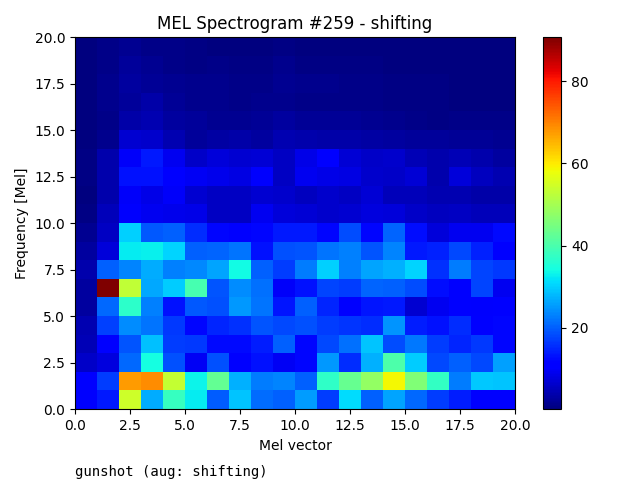 MEL Spectrogram #259 - shifting
20.0
17.5
15.0
12.5
10.0
7.5
5.0
2.5
0.0
Frequency [Mel]
0.0 2.5 5.0 7.5 10.0 12.5 15.0 17.5 20.0
Mel vector
80
60
40
20
gunshot (aug: shifting)